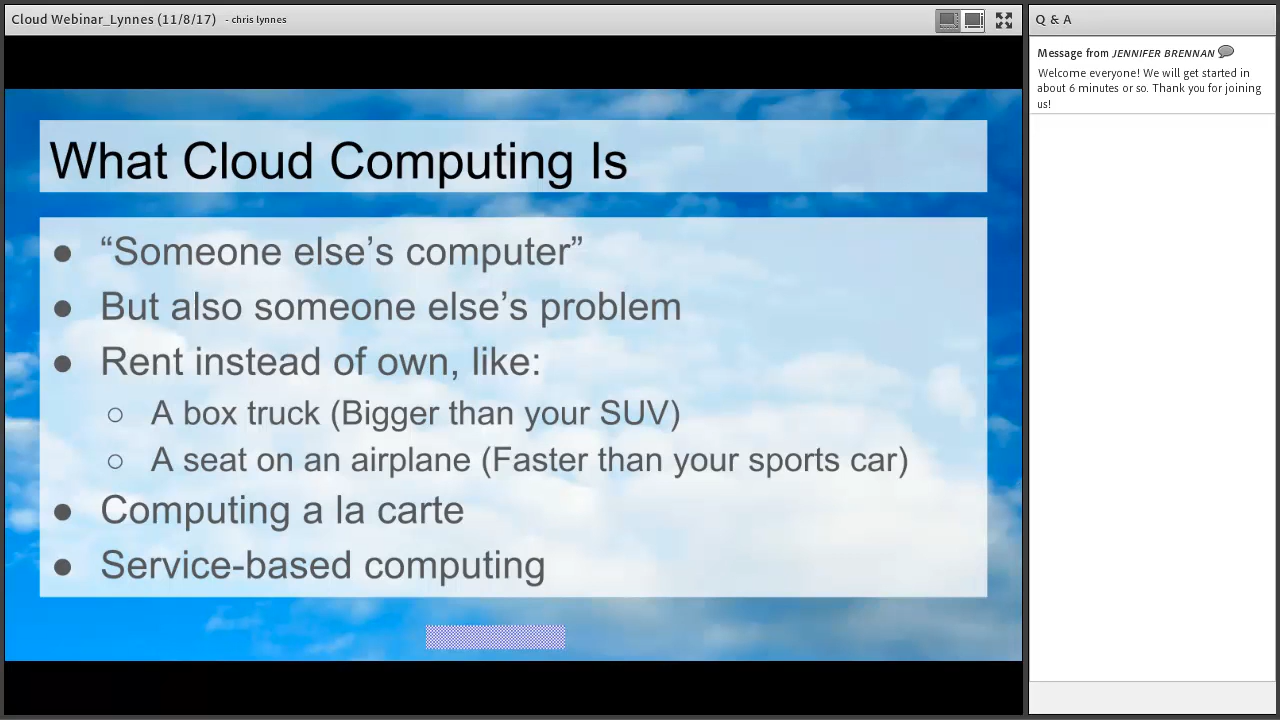 Cloud Webinar_Lynnes (11/8/17) - chris lynnes
What Cloud Computing Is
● “Someone else’s computer”
● But also someone else’s problem
● Rent instead of own, like:
○ A box truck (Bigger than your SUV)
○ A seat on an airplane (Faster than your sports car)
● Computing a la carte
● Service-based computing
Q & A
Message from JENNIFER BRENNAN
Welcome everyone! We will get started in
about 6 minutes or so. Thank you for joining
us!